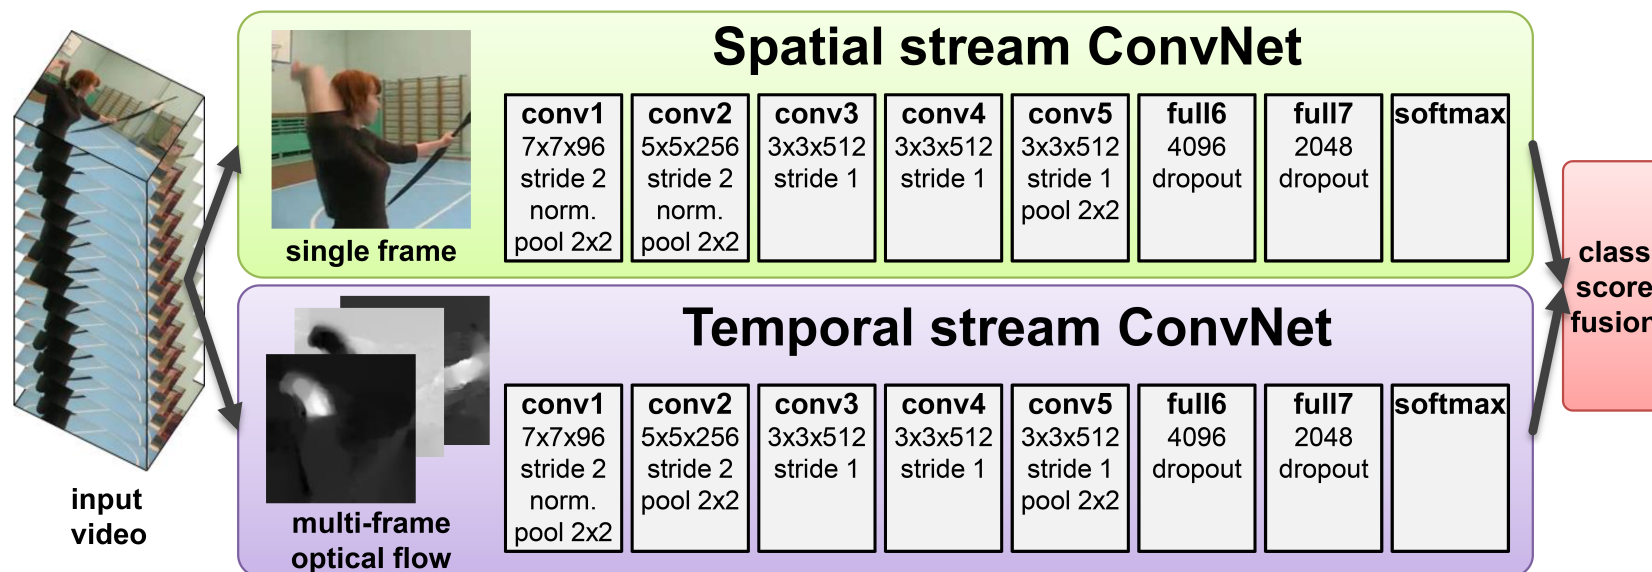 Spatial stream ConvNet
single frame
conv1
7x7x96
stride 2
norm.
pool 2x2
conv2
5x5x256
stride 2
norm.
pool 2x2
conv3
3x3x512
stride 1
conv4
3x3x512
stride 1
conv5
3x3x512
stride 1
pool 2x2
full6
4096
dropout
full7
2048
dropout
softmax
input
video
Temporal stream ConvNet
multi-frame
optical flow
conv1
7x7x96
stride 2
norm.
pool 2x2
conv2
5x5x256
stride 2
pool 2x2
conv3
3x3x512
stride 1
conv4
3x3x512
stride 1
conv5
3x3x512
stride 1
pool 2x2
full6
4096
dropout
full7
2048
dropout
softmax
class
score
fusion